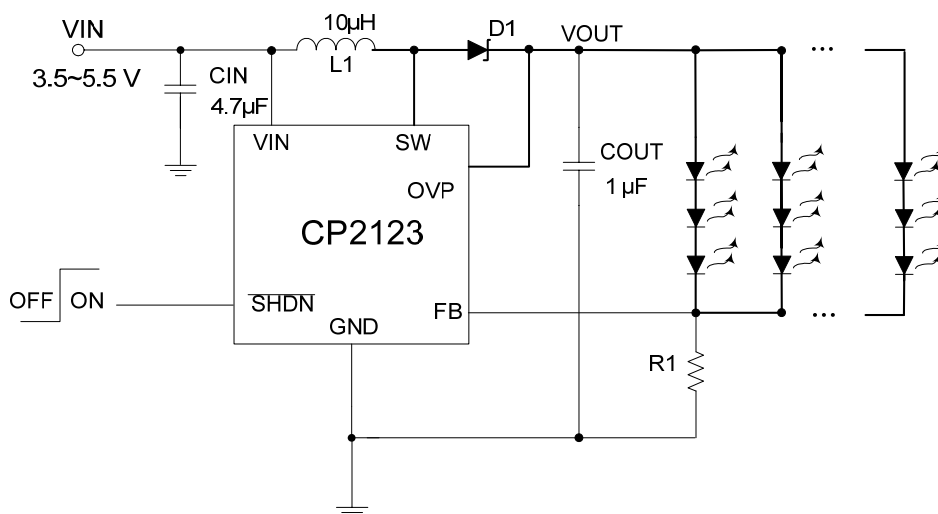 VIN
3.5~5.5 V
10μH
L1
D1
VOUT
CIN
4.7μF
VIN
SW
OVP
CP2123
COUT
1 μF
...
OFF
ON
SHDN
GND
FB
R1
...